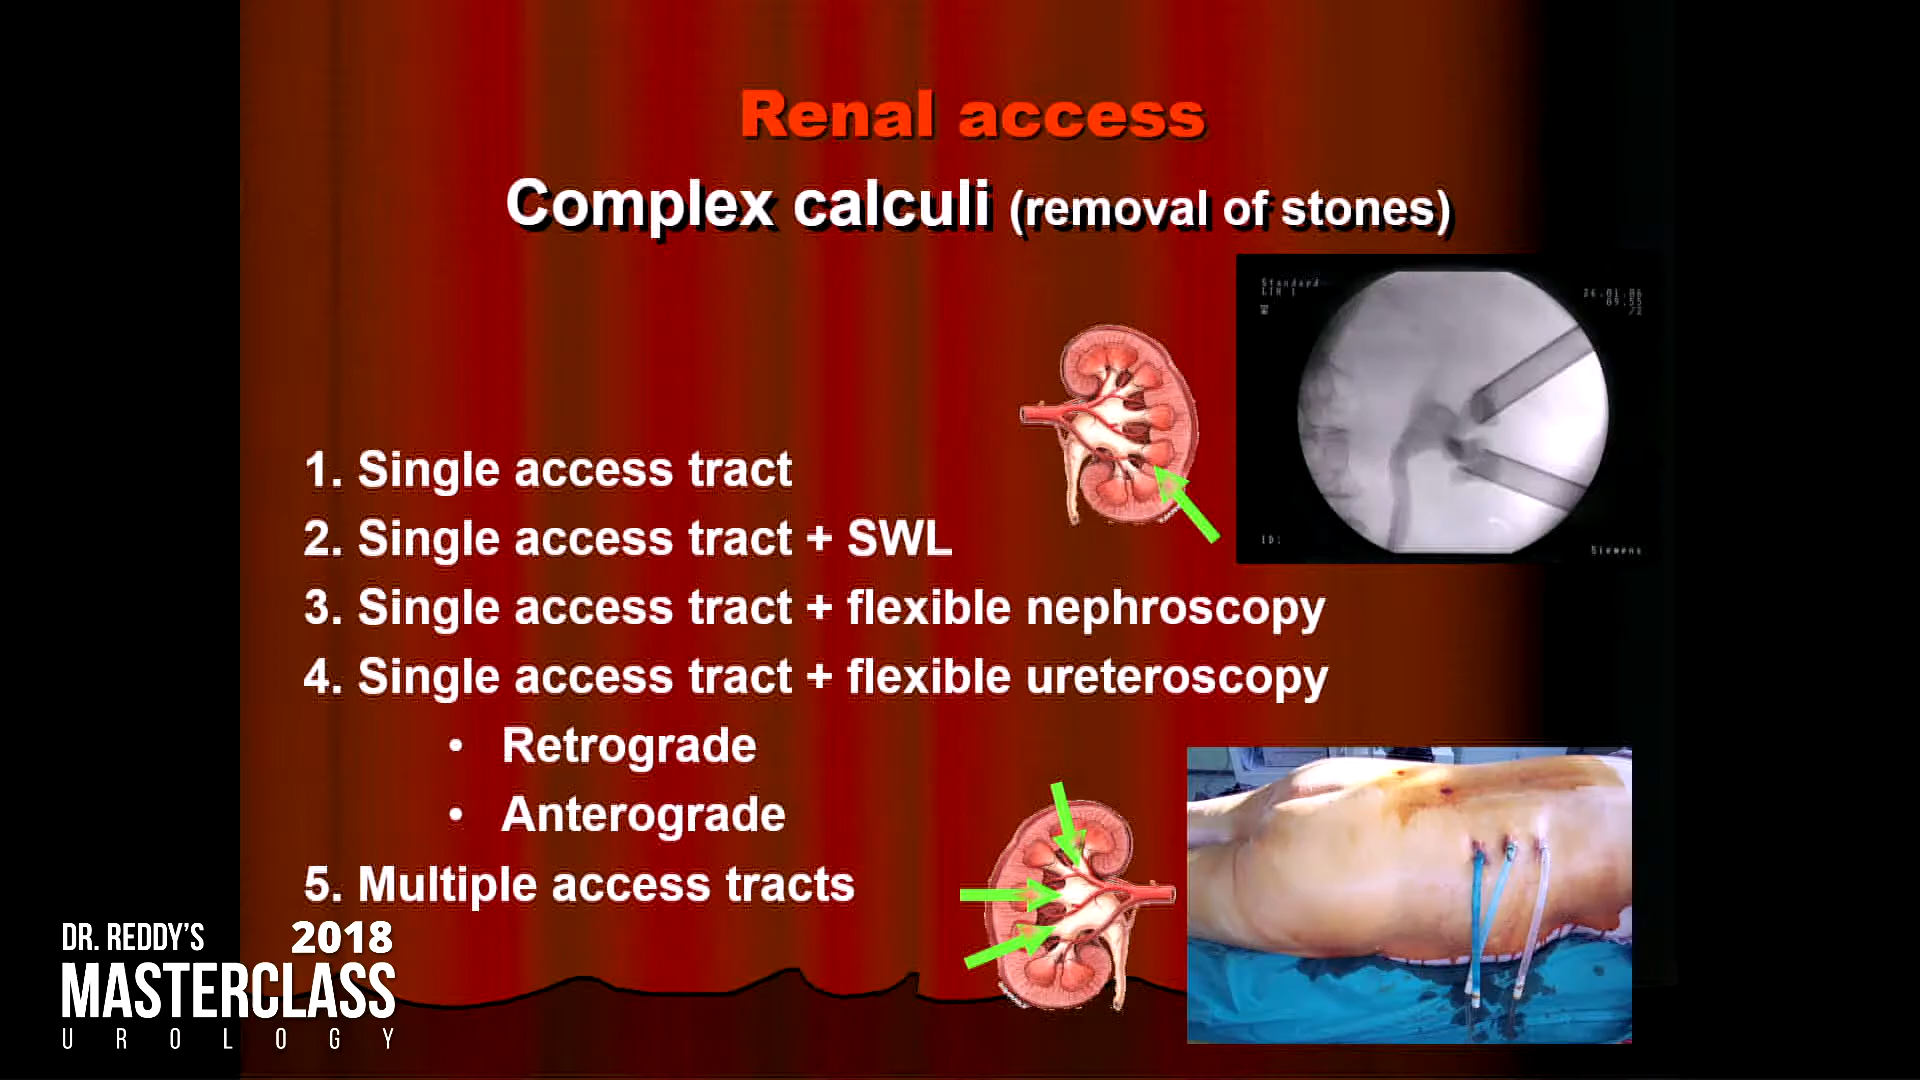 Renal access
Complex calculi (removal of stones)
Standard
1. Single access tract
2. Single access tract + SWL
3. Single access tract + flexible nephroscopy
4. Single access tract + flexible ureteroscopy
• Retrograde
• Anterograde
5. Multiple access tracts
Siemens
DR. REDDY'S 2018
MASTERCLASS
UROLOGY